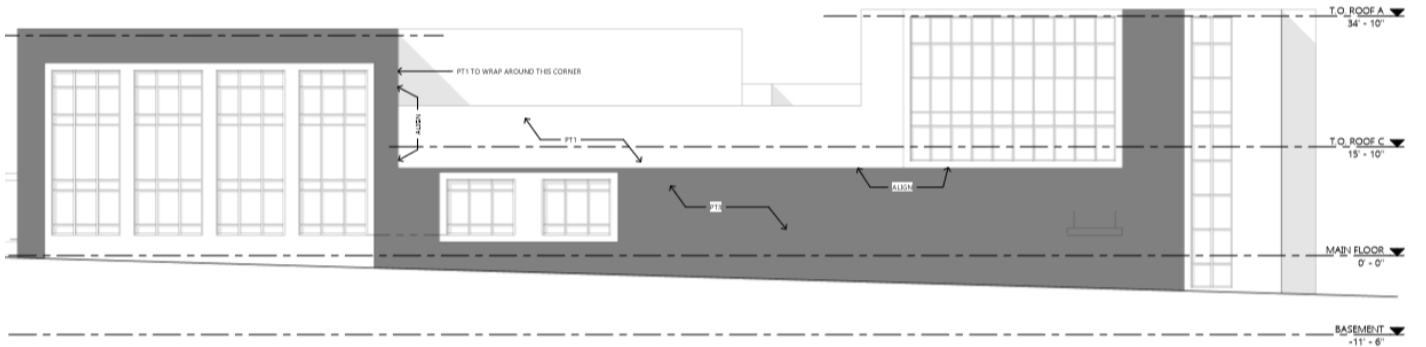 T.O. ROOF A
34' - 10"
PT1 TO WRAP AROUND THIS CORNER
ALIGN
PT1
T.O. ROOF C
15' - 10"
ALIGN
PT3
MAIN FLOOR
0' - 0"
BASEMENT
-11' - 6"